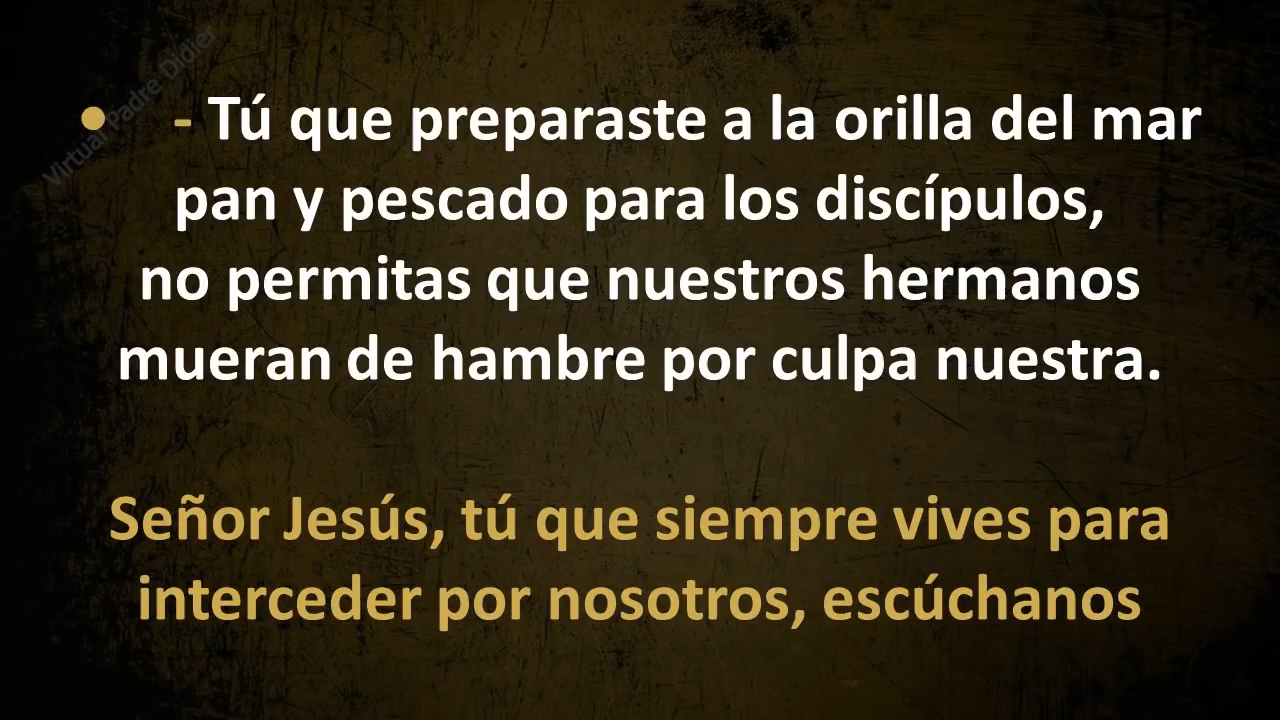 Virtual Padre Didier
• - Tú que preparaste a la orilla del mar
pan y pescado para los discípulos,
no permitas que nuestros hermanos
mueran de hambre por culpa nuestra.
Señor Jesús, tú que siempre vives para
interceder por nosotros, escúchanos